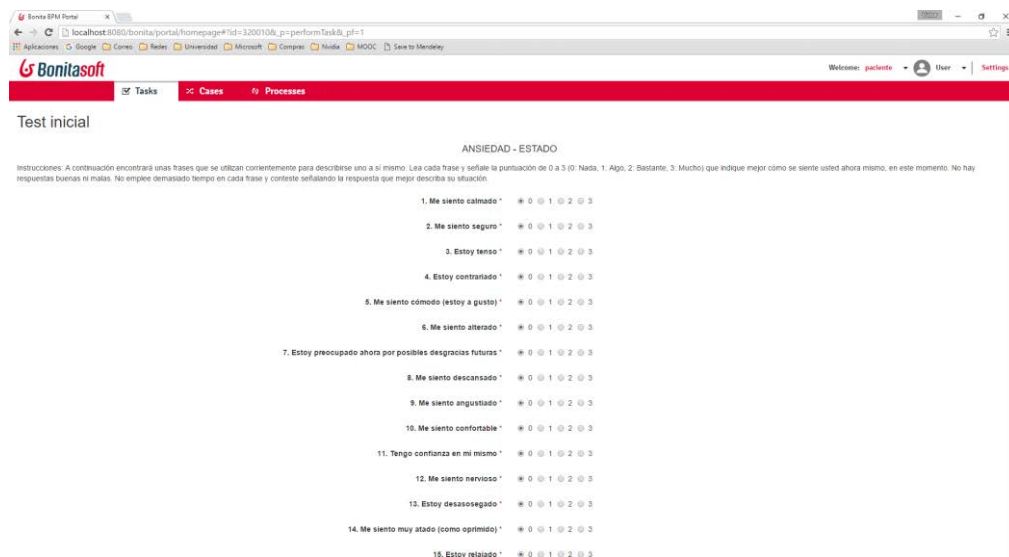 Bonita BPM Portal
localhost:8080/bonita/portal/homepage#?id=320010&_p=performTask&_pf=1
Aplicaciones Google Correo Redes Universidad Microsoft Compras Nvidia MOOC Save to Mendeley
Bonitasoft
Welcome: paciente User Settings
Tasks Cases Processes
Test inicial
ANSIEDAD - ESTADO
Instrucciones: A continuación encontrará unas frases que se utilizan corrientemente para describirse uno a sí mismo. Lea cada frase y señale la puntuación de 0 a 3 (0: Nada, 1: Algo, 2: Bastante, 3: Mucho) que indique mejor cómo se siente usted ahora mismo, en este momento. No hay
respuestas buenas ni malas. No emplee demasiado tiempo en cada frase y conteste señalando la respuesta que mejor describa su situación.
1. Me siento calmado * 0 1 2 3
2. Me siento seguro * 0 1 2 3
3. Estoy tenso * 0 1 2 3
4. Estoy contrariado * 0 1 2 3
5. Me siento cómodo (estoy a gusto) * 0 1 2 3
6. Me siento alterado * 0 1 2 3
7. Estoy preocupado ahora por posibles desgracias futuras * 0 1 2 3
8. Me siento descansado * 0 1 2 3
9. Me siento angustiado * 0 1 2 3
10. Me siento confortable * 0 1 2 3
11. Tengo confianza en mí mismo * 0 1 2 3
12. Me siento nervioso * 0 1 2 3
13. Estoy desasosegado * 0 1 2 3
14. Me siento muy atado (como oprimido) * 0 1 2 3
15. Estoy relajado * 0 1 2 3